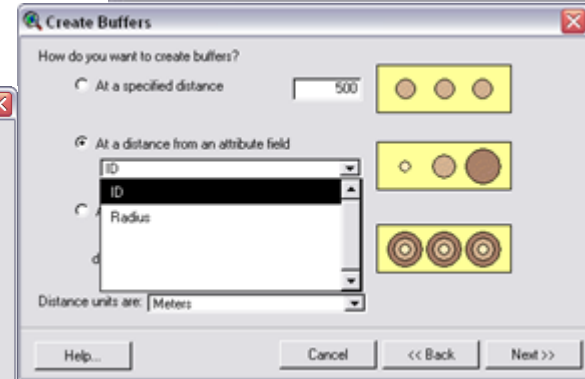 Create Buffers
How do you want to create buffers?
At a specified distance 500
At a distance from an attribute field
ID
ID
Radius
Distance units are: Meters
Help... Cancel << Back Next >>